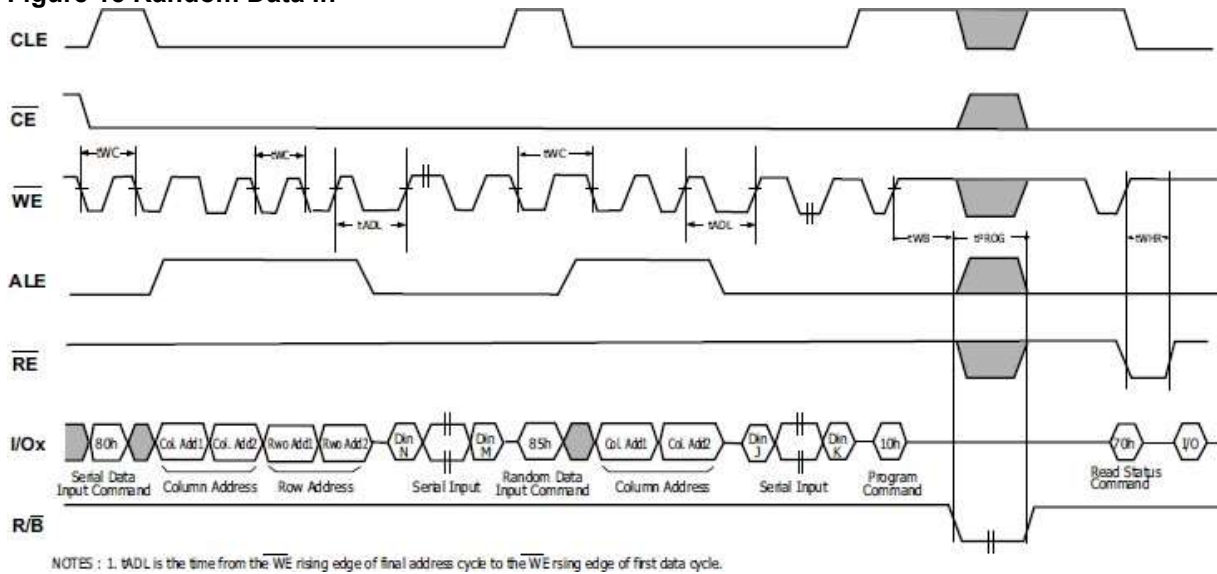 Figure 18 Random Data In
CLE
CE
tWC
tWC
tWC
WE
tADL
tADL
tWB
tPROG
tWHR
ALE
RE
I/Ox
80h
Col. Add1
Col. Add2
Rwo Add1
Rwo Add2
Din N
Din M
85h
Col. Add1
Col. Add2
Din J
Din K
10h
70h
I/O
Serial Data
Input Command
Column Address
Row Address
Serial Input
Random Data
Input Command
Column Address
Serial Input
Program
Command
Read Status
Command
R/B
NOTES : 1. tADL is the time from the WE rising edge of final address cycle to the WE rsing edge of first data cycle.